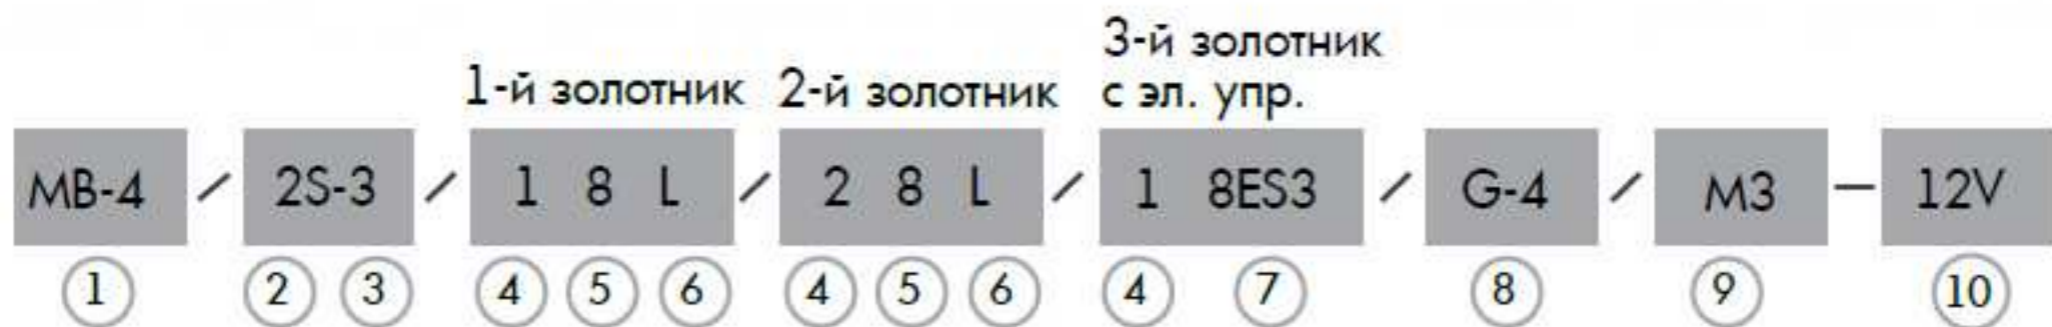 3-й золотник
1-й золотник 2-й золотник с эл. упр.
MB-4 / 2S-3 / 1 8 L / 2 8 L / 1 8ES3 / G-4 / M3 — 12V
1 2 3 4 5 6 4 5 6 4 7 8 9 10